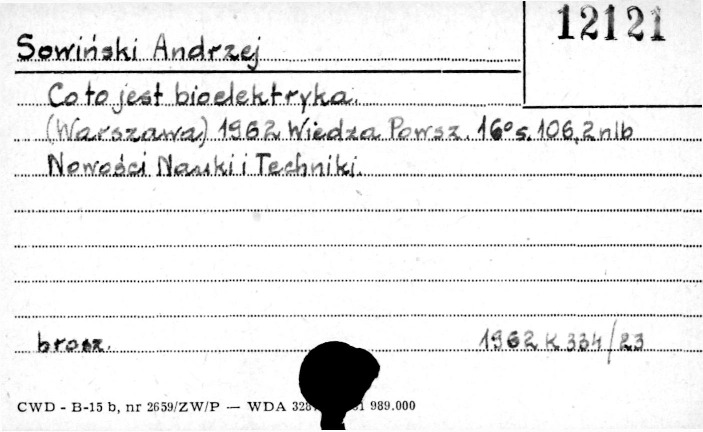 12121
Sowiński Andrzej
Co to jest bioelektryka.
(Warszawa) 1962 Wiedza Powsz. 16° s. 106, 2 nlb
Nowości Nauki i Techniki.
brosz. 1962 K 334/23
CWD - B-15 b, nr 2659/ZW/P — WDA 989.000